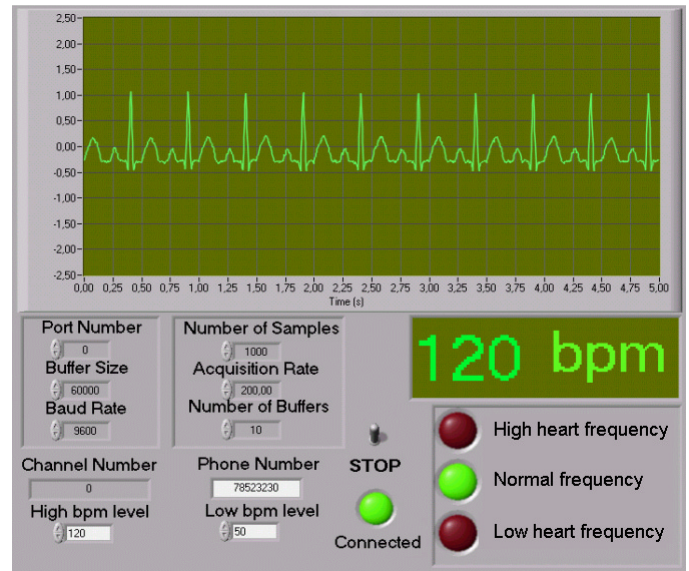 2,50-
2,00-
1,50-
1,00-
0,50-
0,00-
-0,50-
-1,00-
-1,50-
-2,00-
-2,50-
0,00 0,25 0,50 0,75 1,00 1,25 1,50 1,75 2,00 2,25 2,50 2,75 3,00 3,25 3,50 3,75 4,00 4,25 4,50 4,75 5,00
Time (s)
Port Number
0
Buffer Size
60000
Baud Rate
9600
Number of Samples
1000
Acquisition Rate
200,00
Number of Buffers
10
120 bpm
Channel Number
0
High bpm level
120
Phone Number
78523230
Low bpm level
50
STOP
Connected
High heart frequency
Normal frequency
Low heart frequency